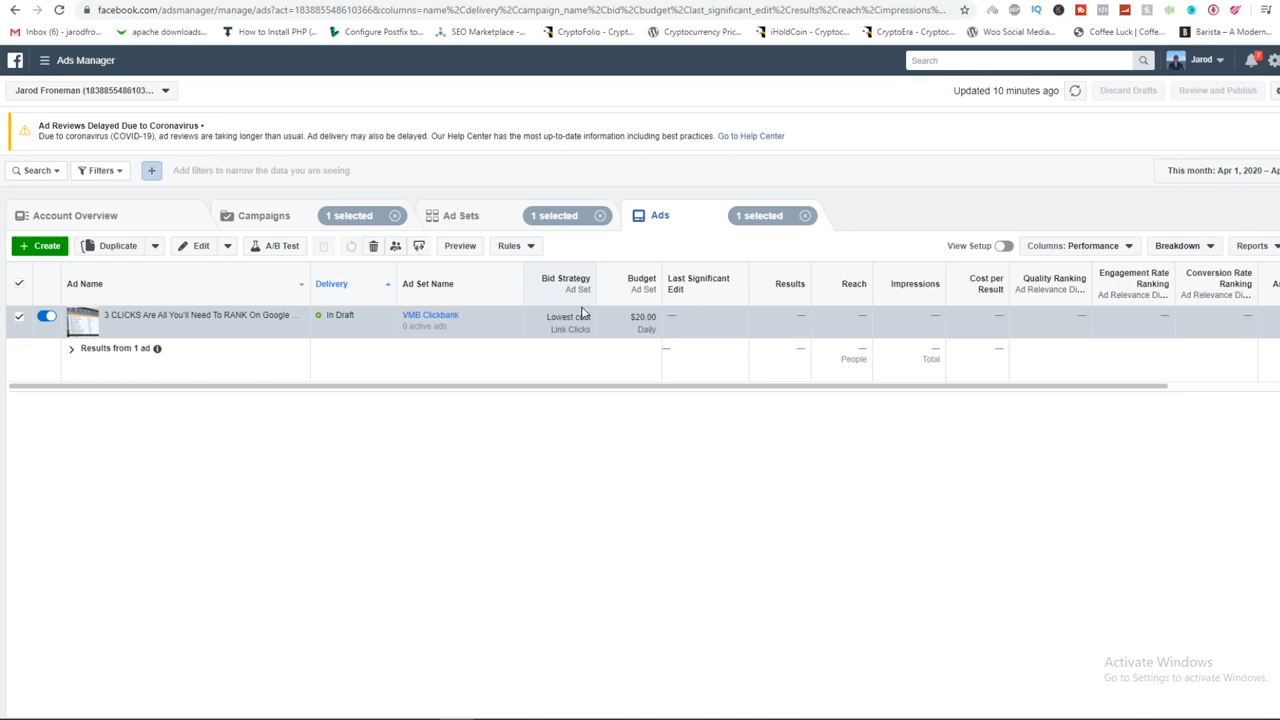 facebook.com/adsmanager/manage/ads?act=1838855486103668&columns=name%2Cdelivery%2Ccampaign_name%2Cbid%2Cbudget%2Clast_significant_edit%2Cresults%2Creach%2Cimpressions%...
Inbox (6) - jarodfro...
apache downloads...
How to Install PHP (...
Configure Postfix to...
SEO Marketplace -...
CryptoFolio - Crypt...
Cryptocurrency Pric...
iHoldCoin - Cryptoc...
CryptoEra - Cryptoc...
Woo Social Media...
Coffee Luck | Coffe...
Barista – A Modern...
Ads Manager
Search
Jarod
Jarod Froneman (1838855486103...
Updated 10 minutes ago
Discard Drafts
Review and Publish
Ad Reviews Delayed Due to Coronavirus •
Due to coronavirus (COVID-19), ad reviews are taking longer than usual. Ad delivery may also be delayed. Our Help Center has the most up-to-date information including best practices. Go to Help Center
Search
Filters
Add filters to narrow the data you are seeing.
This month: Apr 1, 2020 – Ap
Account Overview
Campaigns
1 selected
Ad Sets
1 selected
Ads
1 selected
+ Create
Duplicate
Edit
A/B Test
Preview
Rules
View Setup
Columns: Performance
Breakdown
Reports
Ad Name
Delivery
Ad Set Name
Bid Strategy
Ad Set
Budget
Ad Set
Last Significant
Edit
Results
Reach
Impressions
Cost per
Result
Quality Ranking
Ad Relevance Di...
Engagement Rate
Ranking
Ad Relevance Di...
Conversion Rate
Ranking
Ad Relevance Di...
3 CLICKS Are All You'll Need To RANK On Google ...
In Draft
VMB Clickbank
0 active ads
Lowest cost
Link Clicks
$20.00
Daily
— — — — — — — —
Results from 1 ad
—
—
—
People
—
Total
—
Activate Windows
Go to Settings to activate Windows.